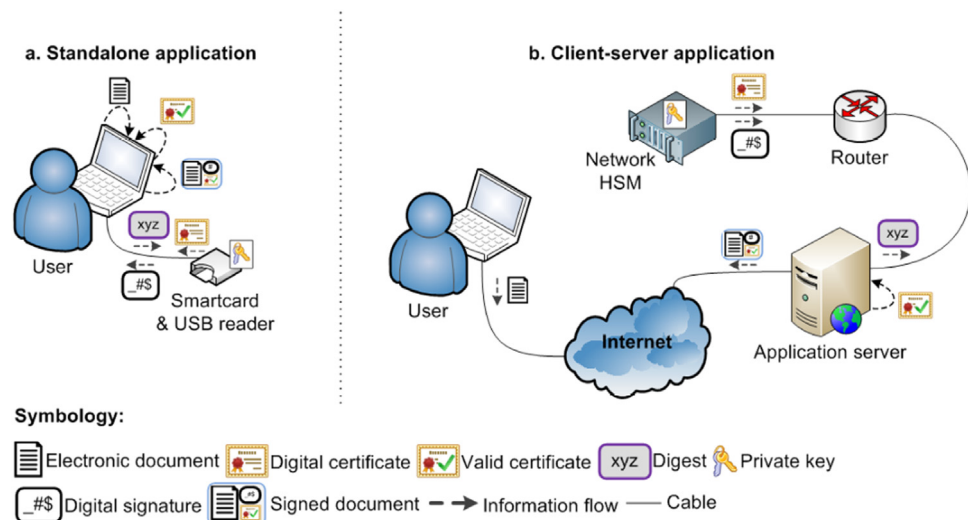 a. Standalone application
User
xyz
_#$
Smartcard
& USB reader
b. Client-server application
Network
HSM
_#$
Router
User
Internet
xyz
Application server
Symbology:
Electronic document Digital certificate Valid certificate xyz Digest Private key
_#$ Digital signature Signed document Information flow Cable